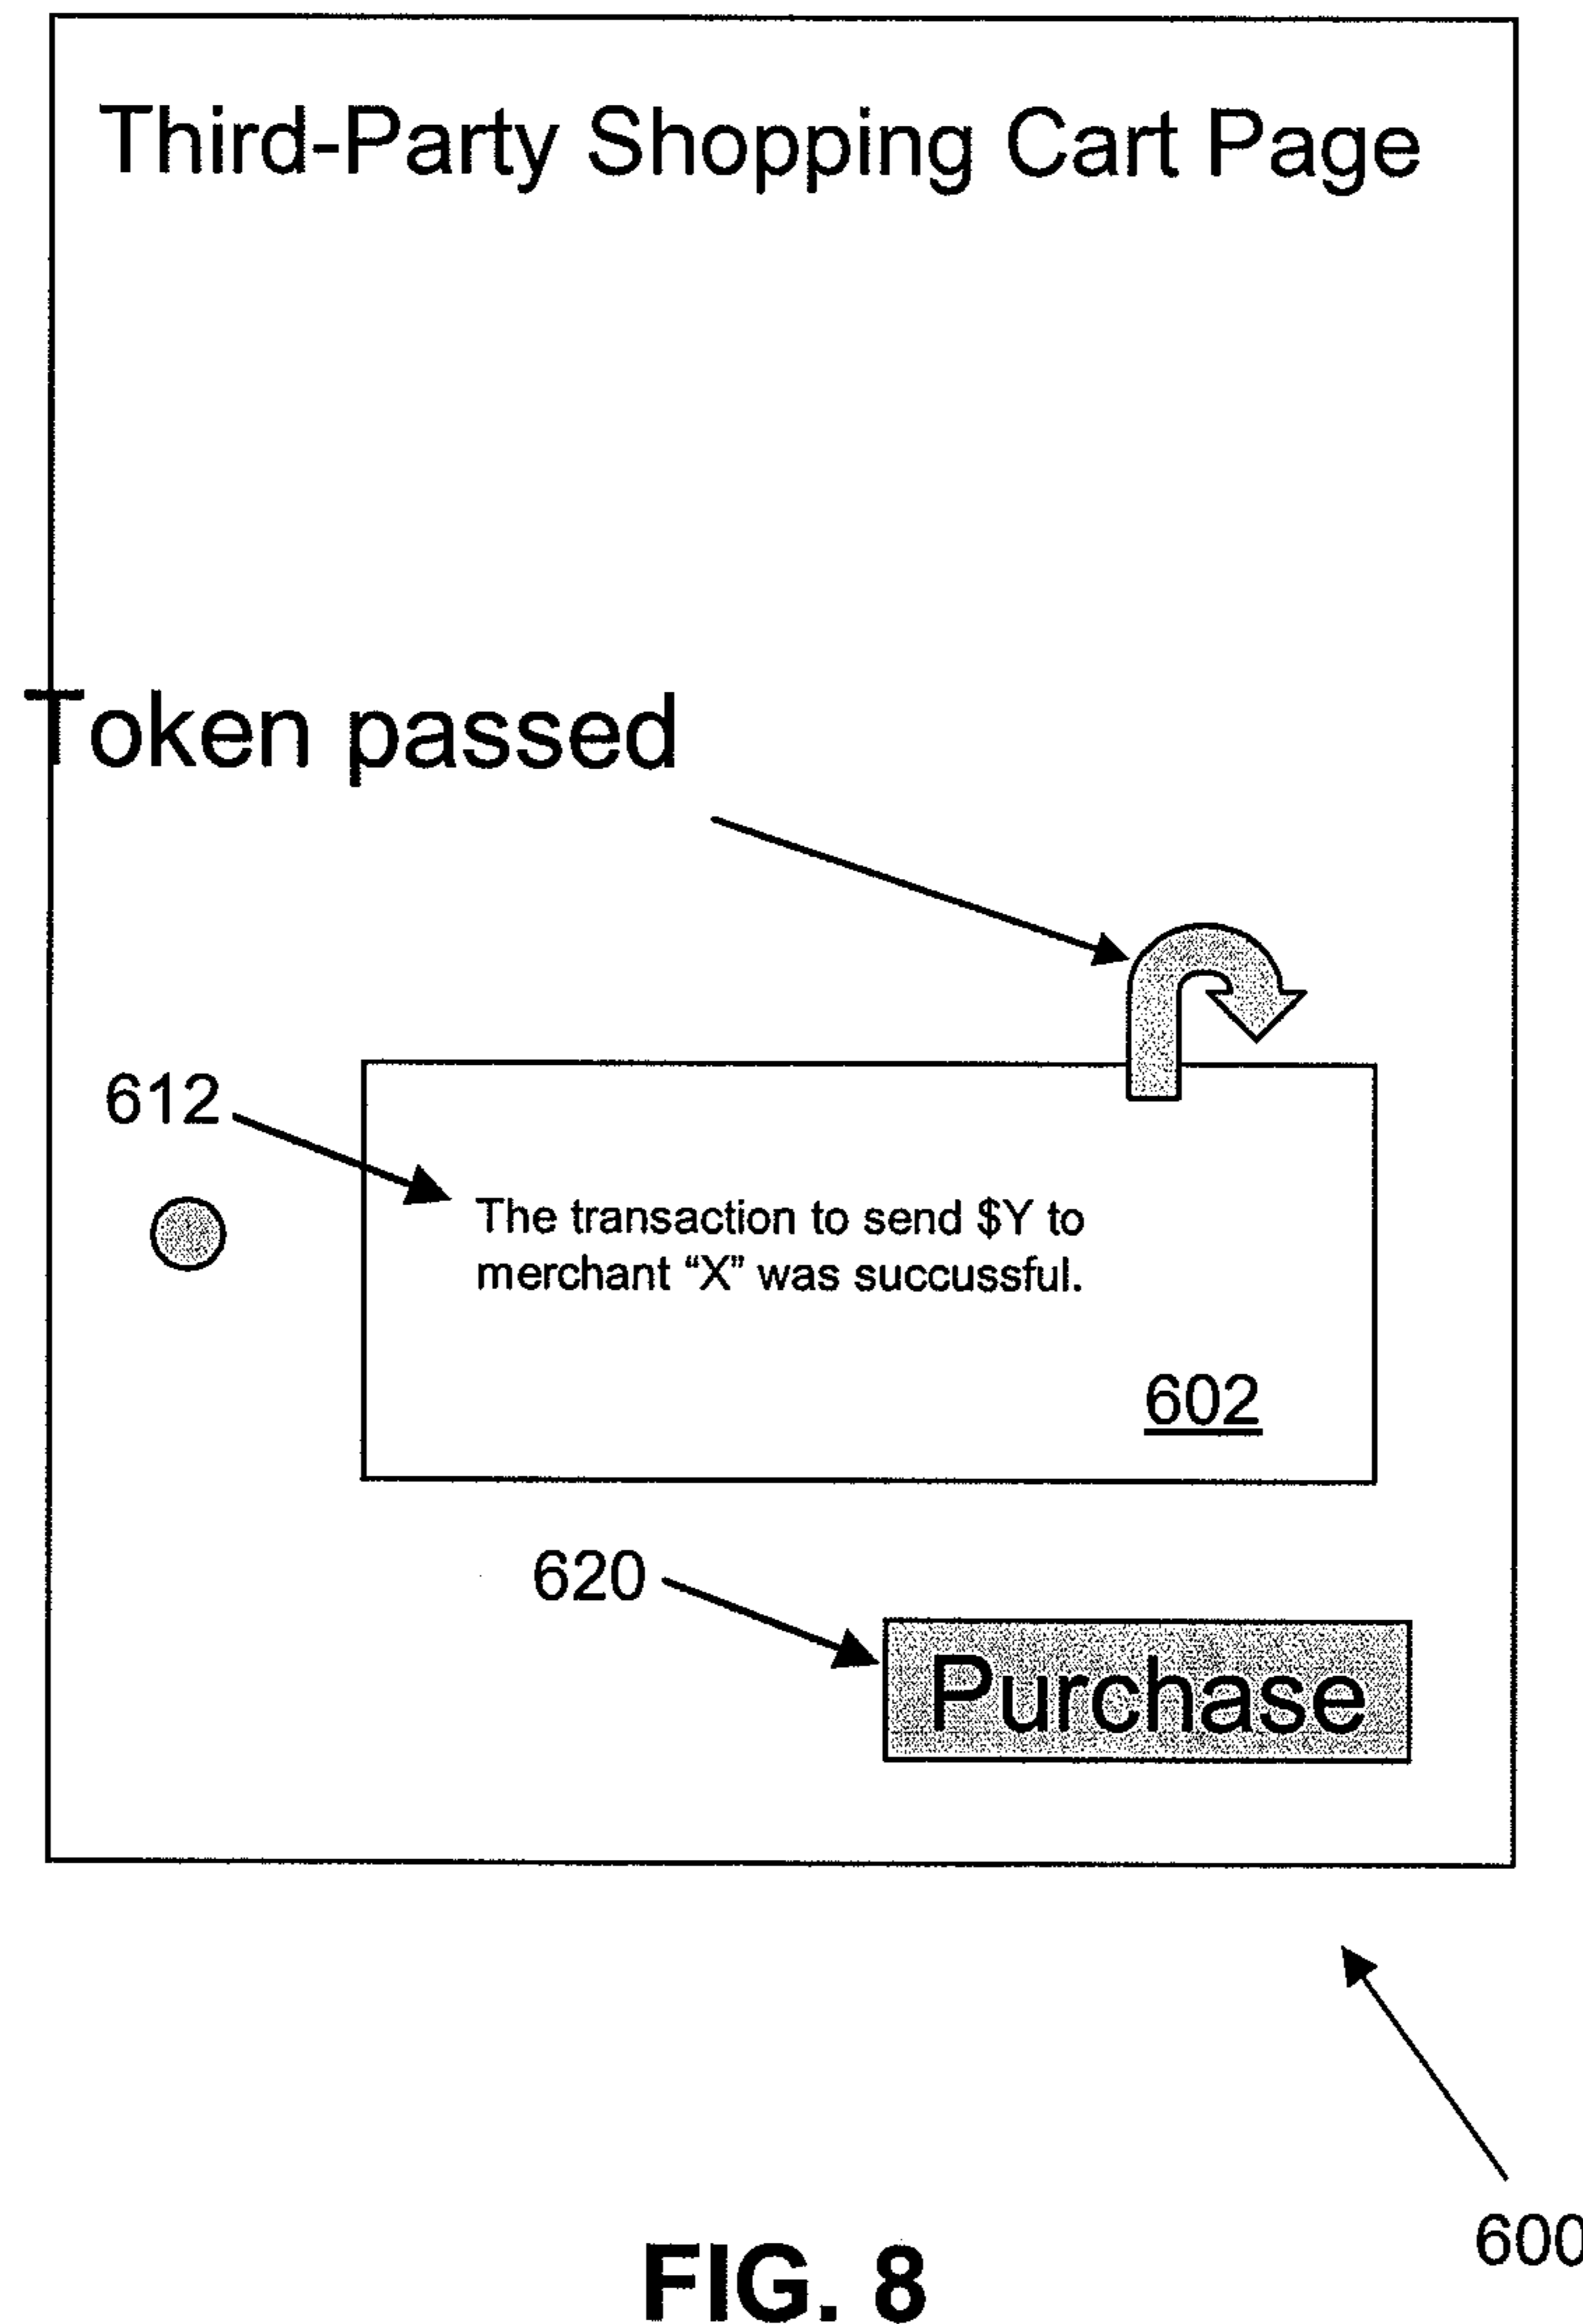 Third-Party Shopping Cart Page
Token passed
612
The transaction to send $Y to
merchant “X” was succussful.
602
620
Purchase
600
FIG. 8